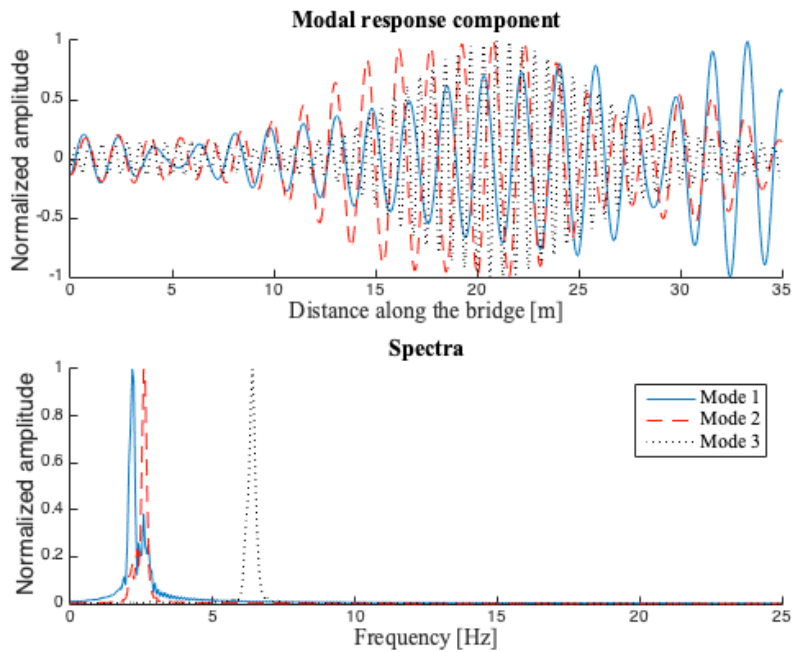 Modal response component
Normalized amplitude
1
0.5
0
-0.5
-1
0 5 10 15 20 25 30 35
Distance along the bridge [m]
Spectra
Normalized amplitude
1
0.8
0.6
0.4
0.2
0
Mode 1
Mode 2
Mode 3
0 5 10 15 20 25
Frequency [Hz]